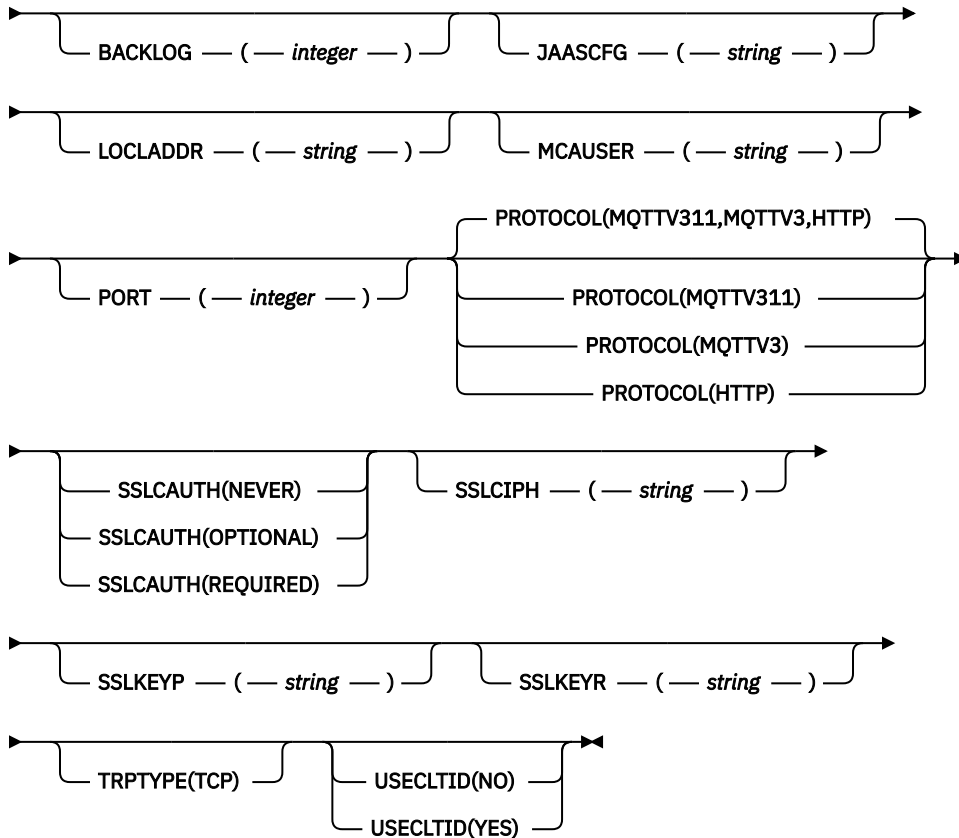 BACKLOG ( integer ) JAASCFG ( string )
LOCLADDR ( string ) MCAUSER ( string )
PROTOCOL(MQTTV311,MQTTV3,HTTP)
PORT ( integer ) PROTOCOL(MQTTV311)
PROTOCOL(MQTTV3)
PROTOCOL(HTTP)
SSLCAUTH(NEVER) SSLCIPH ( string )
SSLCAUTH(OPTIONAL)
SSLCAUTH(REQUIRED)
SSLKEYP ( string ) SSLKEYR ( string )
TRPTYPE(TCP) USECLTID(NO)
USECLTID(YES)